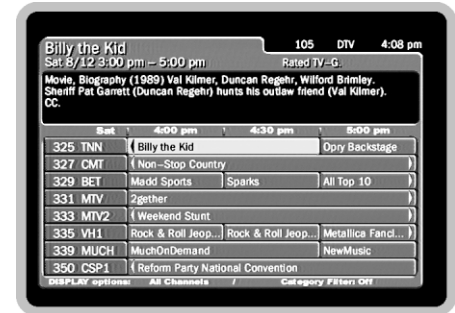 Billy the Kid 105 DTV 4:08 pm
Sat 8/12 3:00 pm – 5:00 pm Rated TV–G.
Movie, Biography (1989) Val Kilmer, Duncan Regehr, Wilford Brimley.
Sheriff Pat Garrett (Duncan Regehr) hunts his outlaw friend (Val Kilmer).
CC.
Sat 4:00 pm 4:30 pm 5:00 pm
325 TNN Billy the Kid Opry Backstage
327 CMT Non–Stop Country
329 BET Madd Sports Sparks All Top 10
331 MTV 2gether
333 MTV2 Weekend Stunt
335 VH1 Rock & Roll Jeop... Rock & Roll Jeop... Metallica Fancl...
339 MUCH MuchOnDemand NewMusic
350 CSP1 Reform Party National Convention
DISPLAY options: All Channels / Category Filter: Off